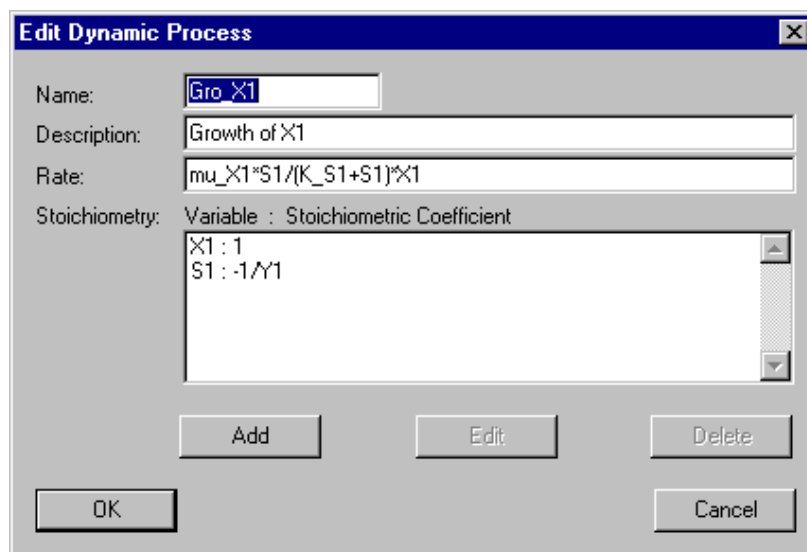 Edit Dynamic Process
Name: Gro_X1
Description: Growth of X1
Rate: mu_X1*S1/(K_S1+S1)*X1
Stoichiometry: Variable : Stoichiometric Coefficient
X1 : 1
S1 : -1/Y1
Add Edit Delete
OK Cancel